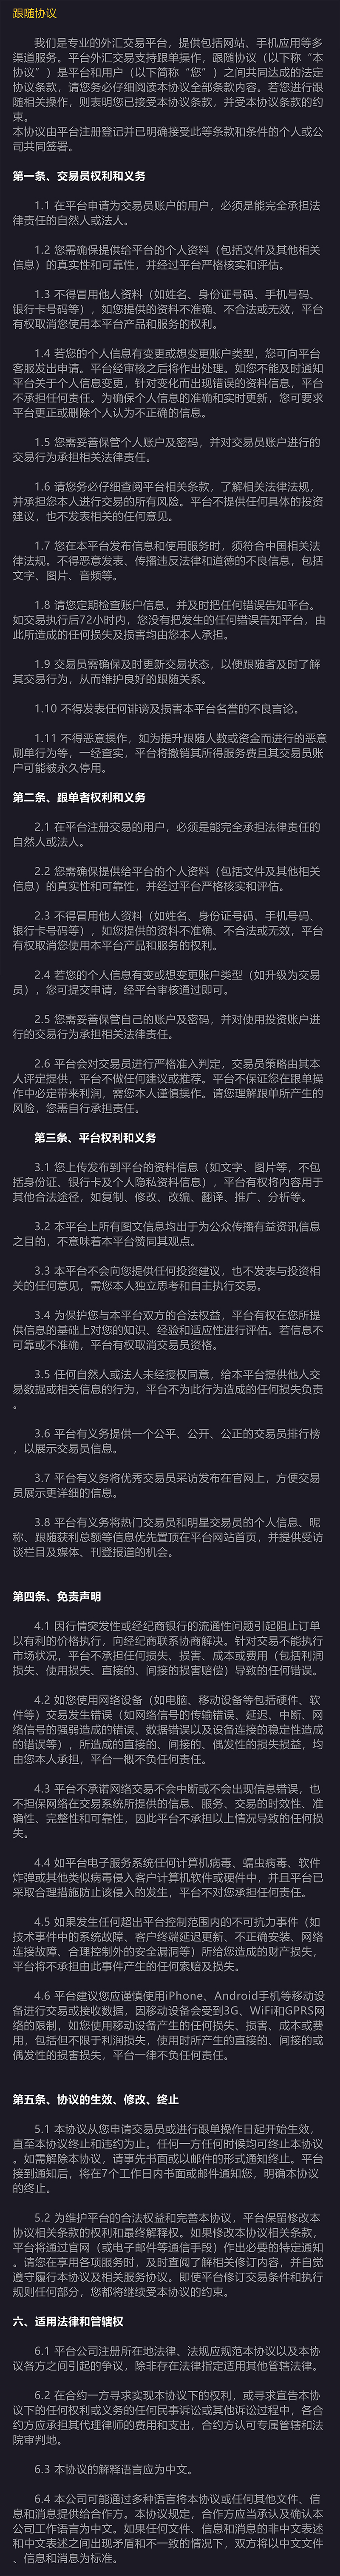 跟随协议
我们是专业的外汇交易平台，提供包括网站、手机应用等多
渠道服务。平台外汇交易支持跟单操作，跟随协议（以下称“本
协议”）是平台和用户（以下简称“您”）之间共同达成的法定
协议条款，请您务必仔细阅读本协议全部条款内容。若您进行跟
随相关操作，则表明您已接受本协议条款，并受本协议条款的约
束。
本协议由平台注册登记并已明确接受此等条款和条件的个人或公
司共同签署。
第一条、交易员权利和义务
1.1 在平台申请为交易员账户的用户，必须是能完全承担法
律责任的自然人或法人。
1.2 您需确保提供给平台的个人资料（包括文件及其他相关
信息）的真实性和可靠性，并经过平台严格核实和评估。
1.3 不得冒用他人资料（如姓名、身份证号码、手机号码、
银行卡号码等），如您提供的资料不准确、不合法或无效，平台
有权取消您使用本平台产品和服务的权利。
1.4 若您的个人信息有变更或想变更账户类型，您可向平台
客服发出申请。平台经审核之后将作出处理。如您不能及时通知
平台关于个人信息变更，针对变化而出现错误的资料信息，平台
不承担任何责任。为确保个人信息的准确和实时更新，您可要求
平台更正或删除个人认为不正确的信息。
1.5 您需妥善保管个人账户及密码，并对交易员账户进行的
交易行为承担相关法律责任。
1.6 请您务必仔细查阅平台相关条款，了解相关法律法规，
并承担您本人进行交易的所有风险。平台不提供任何具体的投资
建议，也不发表相关的任何意见。
1.7 您在本平台发布信息和使用服务时，须符合中国相关法
律法规。不得恶意发表、传播违反法律和道德的不良信息，包括
文字、图片、音频等。
1.8 请您定期检查账户信息，并及时把任何错误告知平台。
如交易执行后72小时内，您没有把发生的任何错误告知平台，由
此所造成的任何损失及损害均由您本人承担。
1.9 交易员需确保及时更新交易状态，以便跟随者及时了解
其交易行为，从而维护良好的跟随关系。
1.10 不得发表任何诽谤及损害本平台名誉的不良言论。
1.11 不得恶意操作，如为提升跟随人数或资金而进行的恶意
刷单行为等，一经查实，平台将撤销其所得服务费且其交易员账
户可能被永久停用。
第二条、跟单者权利和义务
2.1 在平台注册交易的用户，必须是能完全承担法律责任的
自然人或法人。
2.2 您需确保提供给平台的个人资料（包括文件及其他相关
信息）的真实性和可靠性，并经过平台严格核实和评估。
2.3 不得冒用他人资料（如姓名、身份证号码、手机号码、
银行卡号码等），如您提供的资料不准确、不合法或无效，平台
有权取消您使用本平台产品和服务的权利。
2.4 若您的个人信息有变或想变更账户类型（如升级为交易
员），您可提交申请，经平台审核通过即可。
2.5 您需妥善保管自己的账户及密码，并对使用投资账户进
行的交易行为承担相关法律责任。
2.6 平台会对交易员进行严格准入判定，交易员策略由其本
人评定提供，平台不做任何建议或推荐。平台不保证您在跟单操
作中必定带来利润，需您本人谨慎操作。请您理解跟单所产生的
风险，您需自行承担责任。
第三条、平台权利和义务
3.1 您上传发布到平台的资料信息（如文字、图片等，不包
括身份证、银行卡及个人隐私资料信息），平台有权将内容用于
其他合法途径，如复制、修改、改编、翻译、推广、分析等。
3.2 本平台上所有图文信息均出于为公众传播有益资讯信息
之目的，不意味着本平台赞同其观点。
3.3 本平台不会向您提供任何投资建议，也不发表与投资相
关的任何意见，需您本人独立思考和自主执行交易。
3.4 为保护您与本平台双方的合法权益，平台有权在您所提
供信息的基础上对您的知识、经验和适应性进行评估。若信息不
可靠或不准确，平台有权取消交易员资格。
3.5 任何自然人或法人未经授权同意，给本平台提供他人交
易数据或相关信息的行为，平台不为此行为造成的任何损失负责
。
3.6 平台有义务提供一个公平、公开、公正的交易员排行榜
，以展示交易员信息。
3.7 平台有义务将优秀交易员采访发布在官网上，方便交易
员展示更详细的信息。
3.8 平台有义务将热门交易员和明星交易员的个人信息、昵
称、跟随获利总额等信息优先置顶在平台网站首页，并提供受访
谈栏目及媒体、刊登报道的机会。
第四条、免责声明
4.1 因行情突发性或经纪商银行的流通性问题引起阻止订单
以有利的价格执行，向经纪商联系协商解决。针对交易不能执行
市场状况，平台不承担任何损失、损害、成本或费用（包括利润
损失、使用损失、直接的、间接的损害赔偿）导致的任何错误。
4.2 如您使用网络设备（如电脑、移动设备等包括硬件、软
件等）交易发生错误（如网络信号的传输错误、延迟、中断、网
络信号的强弱造成的错误、数据错误以及设备连接的稳定性造成
的错误等），所造成的直接的、间接的、偶发性的损失损益，均
由您本人承担，平台一概不负任何责任。
4.3 平台不承诺网络交易不会中断或不会出现信息错误，也
不担保网络在交易系统所提供的信息、服务、交易的时效性、准
确性、完整性和可靠性，因此平台不承担以上情况导致的任何损
失。
4.4 如平台电子服务系统任何计算机病毒、蠕虫病毒、软件
炸弹或其他类似病毒侵入客户计算机软件或硬件中，并且平台已
采取合理措施防止该侵入的发生，平台不对您承担任何责任。
4.5 如果发生任何超出平台控制范围内的不可抗力事件（如
技术事件中的系统故障、客户终端延迟更新、不正确安装、网络
连接故障、合理控制外的安全漏洞等）所给您造成的财产损失，
平台将不承担由此事件产生的任何索赔及损失。
4.6 平台建议您应谨慎使用iPhone、Android手机等移动设
备进行交易或接收数据，因移动设备会受到3G、WiFi和GPRS网
络的限制，如您使用移动设备产生的任何损失、损害、成本或费
用，包括但不限于利润损失，使用时所产生的直接的、间接的或
偶发性的损害损失，平台一律不负任何责任。
第五条、协议的生效、修改、终止
5.1 本协议从您申请交易员或进行跟单操作日起开始生效，
直至本协议终止和违约为止。任何一方任何时候均可终止本协议
。如需解除本协议，请事先书面或以邮件的形式通知终止。平台
接到通知后，将在7个工作日内书面或邮件通知您，明确本协议
的终止。
5.2 为维护平台的合法权益和完善本协议，平台保留修改本
协议相关条款的权利和最终解释权。如果修改本协议相关条款，
平台将通过官网（或电子邮件等通信手段）作出必要的特定通知
。请您在享用各项服务时，及时查阅了解相关修订内容，并自觉
遵守履行本协议及相关服务协议。即使平台修订交易条件和执行
规则任何部分，您都将继续受本协议的约束。
六、适用法律和管辖权
6.1 平台公司注册所在地法律、法规应规范本协议以及本协
议各方之间引起的争议，除非存在法律指定适用其他管辖法律。
6.2 在合约一方寻求实现本协议下的权利，或寻求宣告本协
议下的任何权利或义务的任何民事诉讼或其他诉讼过程中，各合
约方应承担其代理律师的费用和支出，合约方认可专属管辖和法
院审判地。
6.3 本协议的解释语言应为中文。
6.4 本公司可能通过多种语言将本协议或任何其他文件、信
息和消息提供给合作方。本协议规定，合作方应当承认及确认本
公司工作语言为中文。如果任何文件、信息和消息的非中文表述
和中文表述之间出现矛盾和不一致的情况下，双方将以中文文件
、信息和消息为标准。